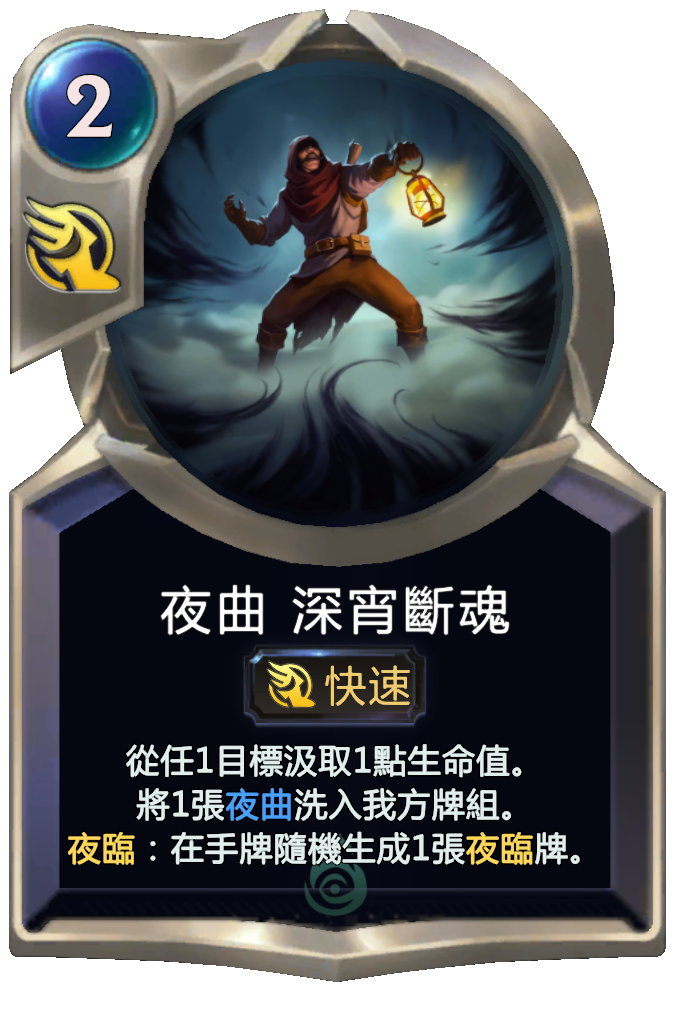 2
夜曲 深宵斷魂
快速
從任1目標汲取1點生命值。
將1張夜曲洗入我方牌組。
夜臨：在手牌隨機生成1張夜臨牌。